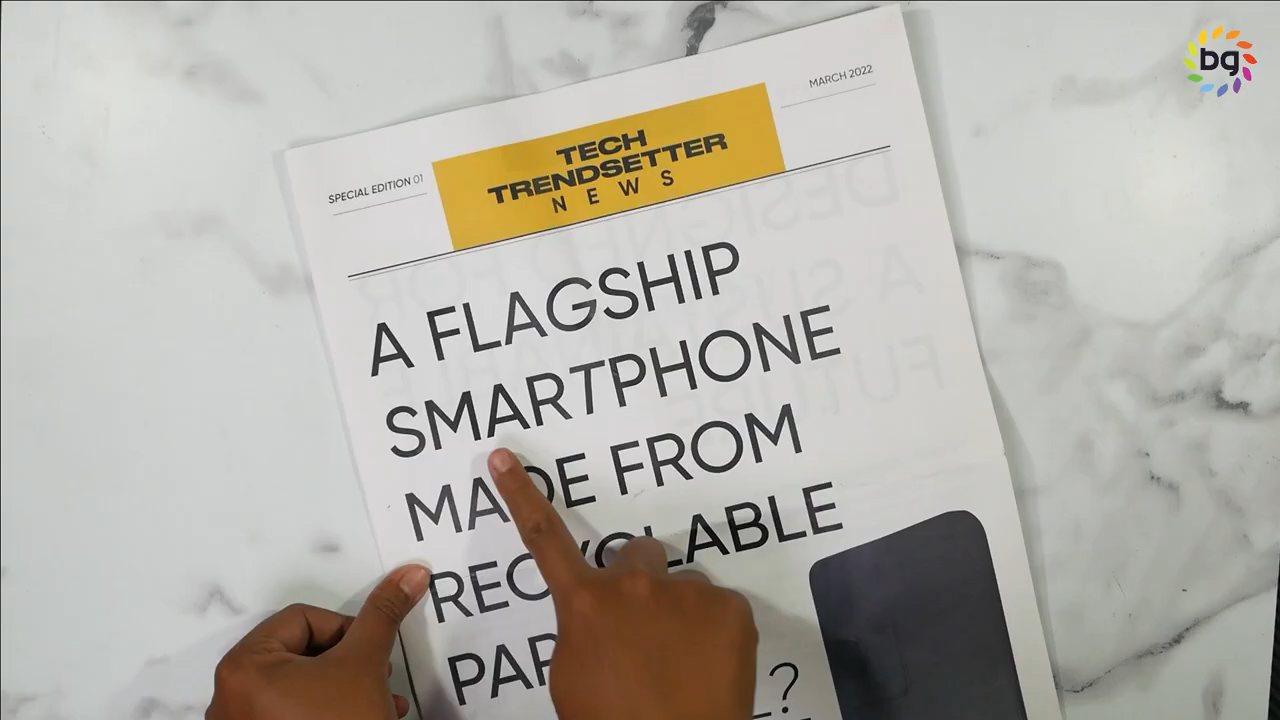 bg
MARCH 2022
SPECIAL EDITION 01
TECH
TRENDSETTER
NEWS
A FLAGSHIP
SMARTPHONE
MADE FROM
RECYCLABLE